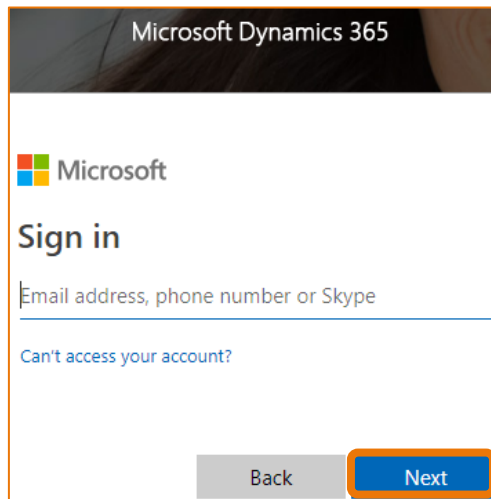 Microsoft Dynamics 365
Microsoft
Sign in
Email address, phone number or Skype
Can't access your account?
Back Next